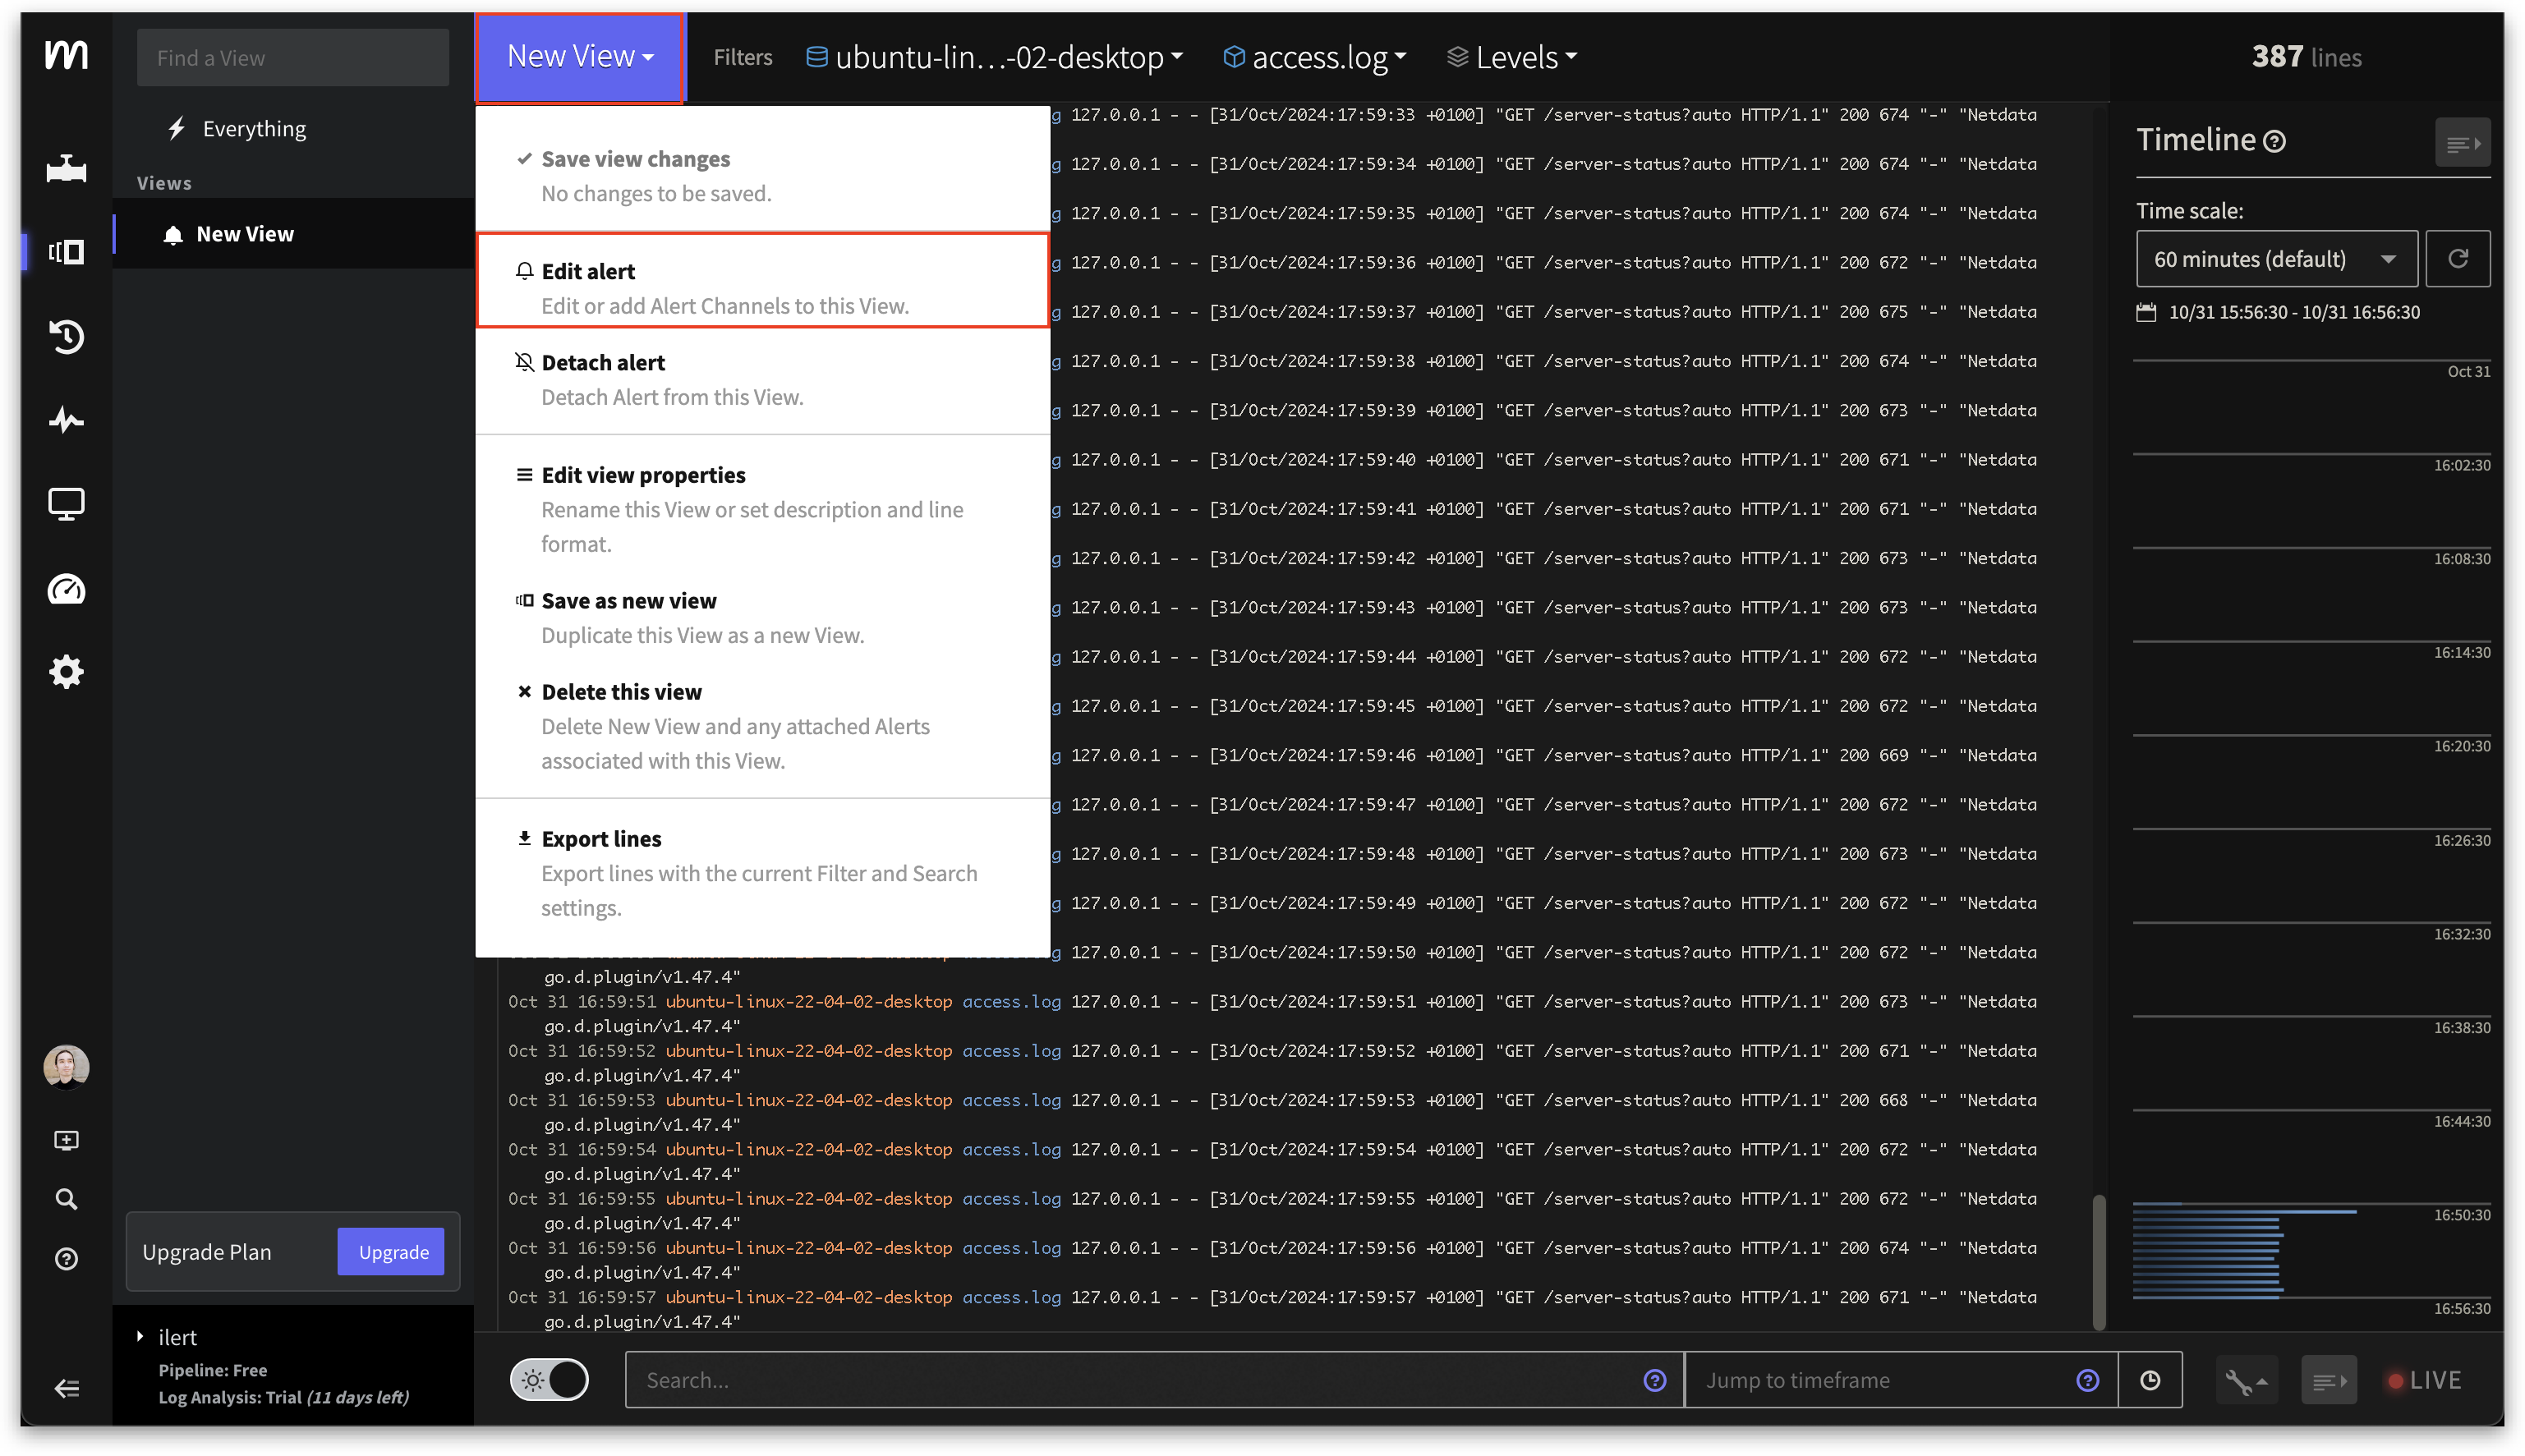 m
Find a View
Everything
Views
New View
Upgrade Plan
Upgrade
ilert
Pipeline: Free
Log Analysis: Trial (11 days left)
New View
Filters
ubuntu-lin…-02-desktop
access.log
Levels
387 lines
Save view changes
No changes to be saved.
Edit alert
Edit or add Alert Channels to this View.
Detach alert
Detach Alert from this View.
Edit view properties
Rename this View or set description and line
format.
Save as new view
Duplicate this View as a new View.
Delete this view
Delete New View and any attached Alerts
associated with this View.
Export lines
Export lines with the current Filter and Search
settings.
g 127.0.0.1 - - [31/Oct/2024:17:59:33 +0100] "GET /server-status?auto HTTP/1.1" 200 674 "-" "Netdata
g 127.0.0.1 - - [31/Oct/2024:17:59:34 +0100] "GET /server-status?auto HTTP/1.1" 200 674 "-" "Netdata
g 127.0.0.1 - - [31/Oct/2024:17:59:35 +0100] "GET /server-status?auto HTTP/1.1" 200 674 "-" "Netdata
g 127.0.0.1 - - [31/Oct/2024:17:59:36 +0100] "GET /server-status?auto HTTP/1.1" 200 672 "-" "Netdata
g 127.0.0.1 - - [31/Oct/2024:17:59:37 +0100] "GET /server-status?auto HTTP/1.1" 200 675 "-" "Netdata
g 127.0.0.1 - - [31/Oct/2024:17:59:38 +0100] "GET /server-status?auto HTTP/1.1" 200 674 "-" "Netdata
g 127.0.0.1 - - [31/Oct/2024:17:59:39 +0100] "GET /server-status?auto HTTP/1.1" 200 673 "-" "Netdata
g 127.0.0.1 - - [31/Oct/2024:17:59:40 +0100] "GET /server-status?auto HTTP/1.1" 200 671 "-" "Netdata
g 127.0.0.1 - - [31/Oct/2024:17:59:41 +0100] "GET /server-status?auto HTTP/1.1" 200 671 "-" "Netdata
g 127.0.0.1 - - [31/Oct/2024:17:59:42 +0100] "GET /server-status?auto HTTP/1.1" 200 673 "-" "Netdata
g 127.0.0.1 - - [31/Oct/2024:17:59:43 +0100] "GET /server-status?auto HTTP/1.1" 200 673 "-" "Netdata
g 127.0.0.1 - - [31/Oct/2024:17:59:44 +0100] "GET /server-status?auto HTTP/1.1" 200 672 "-" "Netdata
g 127.0.0.1 - - [31/Oct/2024:17:59:45 +0100] "GET /server-status?auto HTTP/1.1" 200 672 "-" "Netdata
g 127.0.0.1 - - [31/Oct/2024:17:59:46 +0100] "GET /server-status?auto HTTP/1.1" 200 669 "-" "Netdata
g 127.0.0.1 - - [31/Oct/2024:17:59:47 +0100] "GET /server-status?auto HTTP/1.1" 200 672 "-" "Netdata
g 127.0.0.1 - - [31/Oct/2024:17:59:48 +0100] "GET /server-status?auto HTTP/1.1" 200 673 "-" "Netdata
g 127.0.0.1 - - [31/Oct/2024:17:59:49 +0100] "GET /server-status?auto HTTP/1.1" 200 672 "-" "Netdata
g 127.0.0.1 - - [31/Oct/2024:17:59:50 +0100] "GET /server-status?auto HTTP/1.1" 200 672 "-" "Netdata
go.d.plugin/v1.47.4"
Oct 31 16:59:51 ubuntu-linux-22-04-02-desktop access.log 127.0.0.1 - - [31/Oct/2024:17:59:51 +0100] "GET /server-status?auto HTTP/1.1" 200 673 "-" "Netdata
go.d.plugin/v1.47.4"
Oct 31 16:59:52 ubuntu-linux-22-04-02-desktop access.log 127.0.0.1 - - [31/Oct/2024:17:59:52 +0100] "GET /server-status?auto HTTP/1.1" 200 671 "-" "Netdata
go.d.plugin/v1.47.4"
Oct 31 16:59:53 ubuntu-linux-22-04-02-desktop access.log 127.0.0.1 - - [31/Oct/2024:17:59:53 +0100] "GET /server-status?auto HTTP/1.1" 200 668 "-" "Netdata
go.d.plugin/v1.47.4"
Oct 31 16:59:54 ubuntu-linux-22-04-02-desktop access.log 127.0.0.1 - - [31/Oct/2024:17:59:54 +0100] "GET /server-status?auto HTTP/1.1" 200 672 "-" "Netdata
go.d.plugin/v1.47.4"
Oct 31 16:59:55 ubuntu-linux-22-04-02-desktop access.log 127.0.0.1 - - [31/Oct/2024:17:59:55 +0100] "GET /server-status?auto HTTP/1.1" 200 672 "-" "Netdata
go.d.plugin/v1.47.4"
Oct 31 16:59:56 ubuntu-linux-22-04-02-desktop access.log 127.0.0.1 - - [31/Oct/2024:17:59:56 +0100] "GET /server-status?auto HTTP/1.1" 200 674 "-" "Netdata
go.d.plugin/v1.47.4"
Oct 31 16:59:57 ubuntu-linux-22-04-02-desktop access.log 127.0.0.1 - - [31/Oct/2024:17:59:57 +0100] "GET /server-status?auto HTTP/1.1" 200 671 "-" "Netdata
go.d.plugin/v1.47.4"
Timeline
Time scale:
60 minutes (default)
10/31 15:56:30 - 10/31 16:56:30
Oct 31
16:02:30
16:08:30
16:14:30
16:20:30
16:26:30
16:32:30
16:38:30
16:44:30
16:50:30
16:56:30
Search...
Jump to timeframe
LIVE